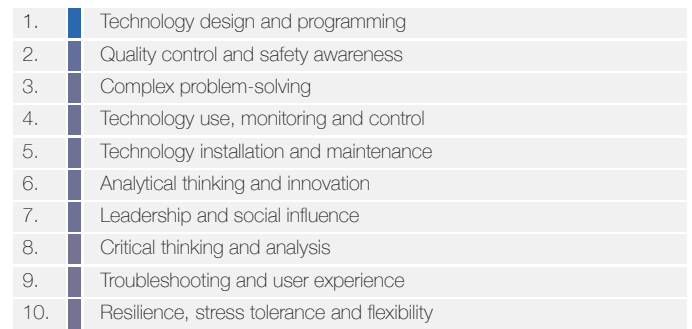 1. Technology design and programming
2. Quality control and safety awareness
3. Complex problem-solving
4. Technology use, monitoring and control
5. Technology installation and maintenance
6. Analytical thinking and innovation
7. Leadership and social influence
8. Critical thinking and analysis
9. Troubleshooting and user experience
10. Resilience, stress tolerance and flexibility